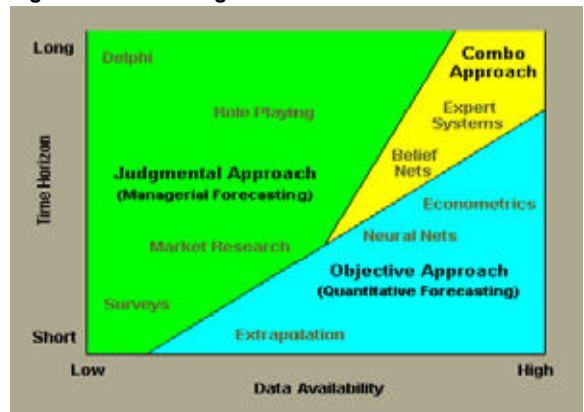 Long
Combo
Approach
Delphi
Role Playing
Expert
Systems
Judgmental Approach
(Managerial Forecasting)
Belief
Nets
Time Horizon
Econometrics
Neural Nets
Market Research
Objective Approach
(Quantitative Forecasting)
Surveys
Short
Extrapolation
Low
High
Data Availability